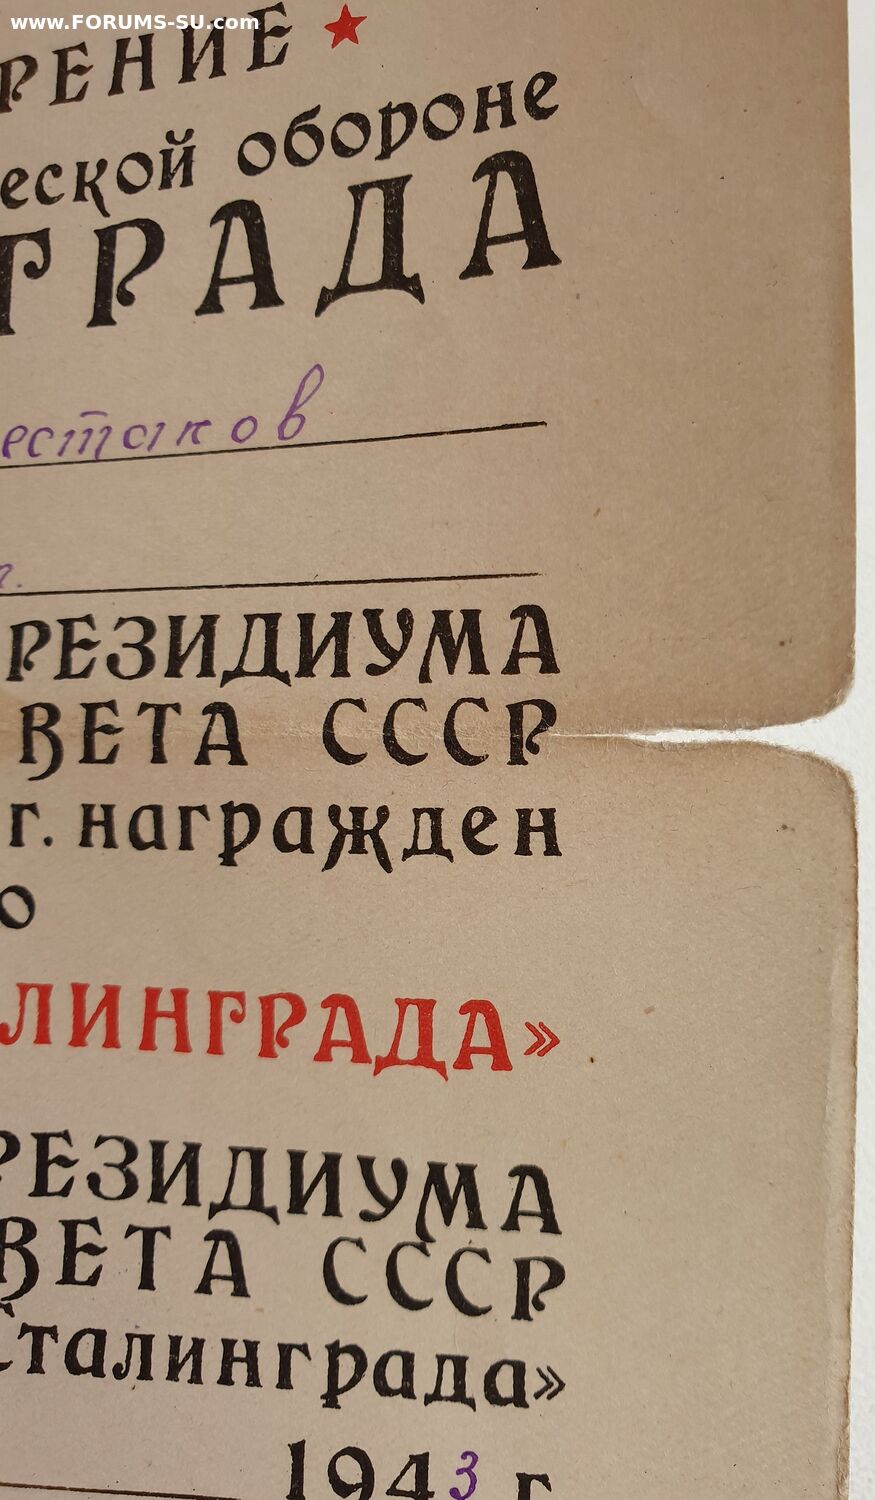 www.FORUMS-SU.com
РЕНИЕ
еской обороне
ГРАДА
естаков
г.
РЕЗИДИУМА
ВЕТА СССР
г. награжден
ю
ЛИНГРАДА»
РЕЗИДИУМА
ВЕТА СССР
Сталинграда»
1943 г